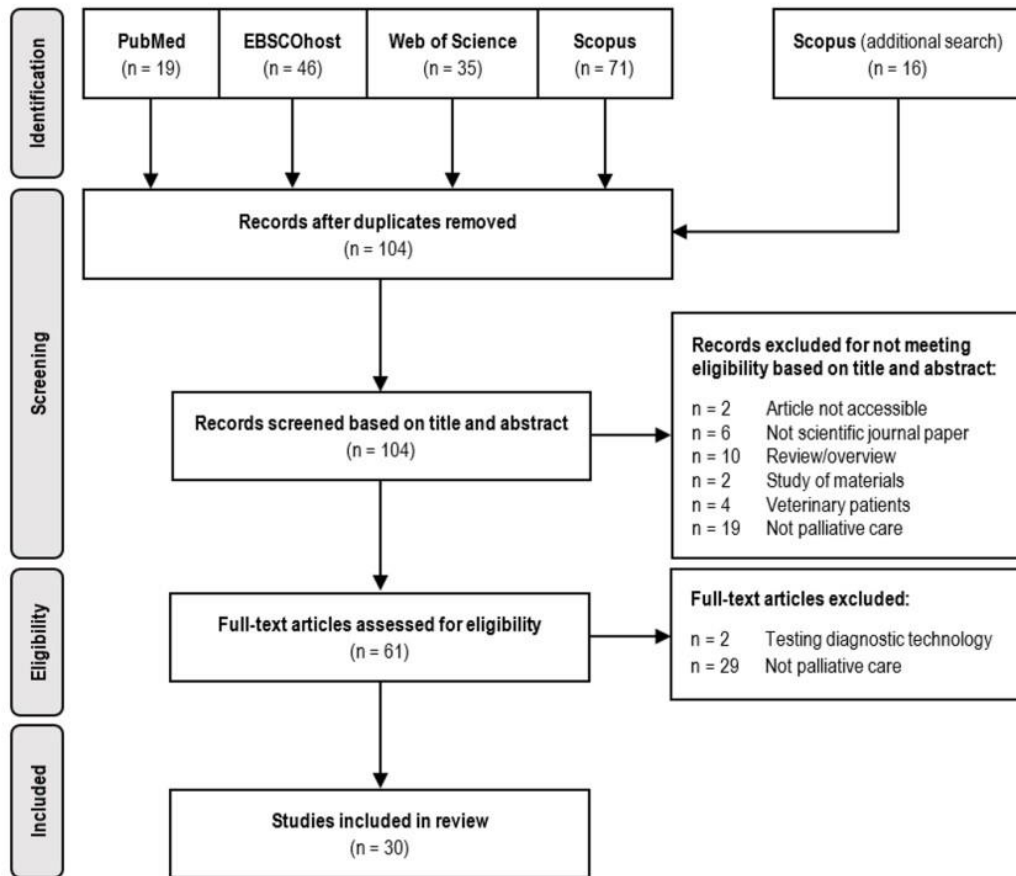 Identification
PubMed
(n = 19)
EBSCOhost
(n = 46)
Web of Science
(n = 35)
Scopus
(n = 71)
Scopus (additional search)
(n = 16)
Screening
Records after duplicates removed
(n = 104)
Records screened based on title and abstract
(n = 104)
Records excluded for not meeting
eligibility based on title and abstract:
n = 2 Article not accessible
n = 6 Not scientific journal paper
n = 10 Review/overview
n = 2 Study of materials
n = 4 Veterinary patients
n = 19 Not palliative care
Eligibility
Full-text articles assessed for eligibility
(n = 61)
Full-text articles excluded:
n = 2 Testing diagnostic technology
n = 29 Not palliative care
Included
Studies included in review
(n = 30)